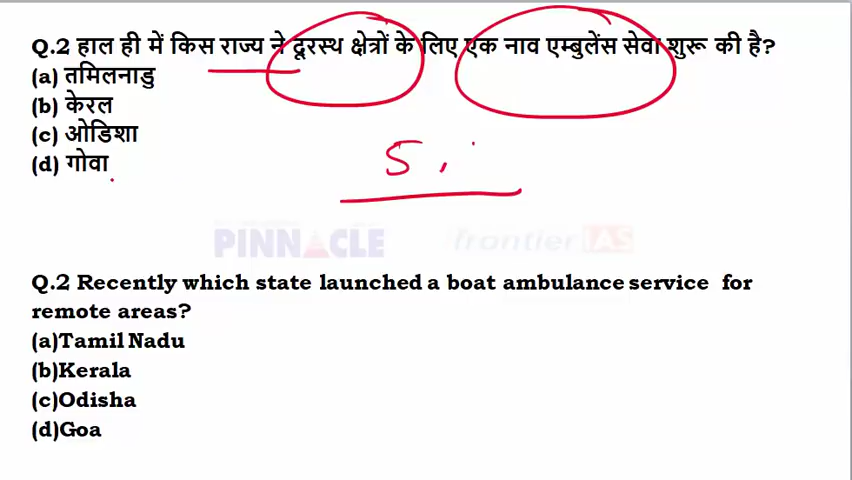 Q.2 हाल ही में किस राज्य ने दूरस्थ क्षेत्रों के लिए एक नाव एम्बुलेंस सेवा शुरू की है?
(a) तमिलनाडु
(b) केरल
(c) ओडिशा
(d) गोवा
5,
PINNACLE frontier IAS
Q.2 Recently which state launched a boat ambulance service for
remote areas?
(a)Tamil Nadu
(b)Kerala
(c)Odisha
(d)Goa